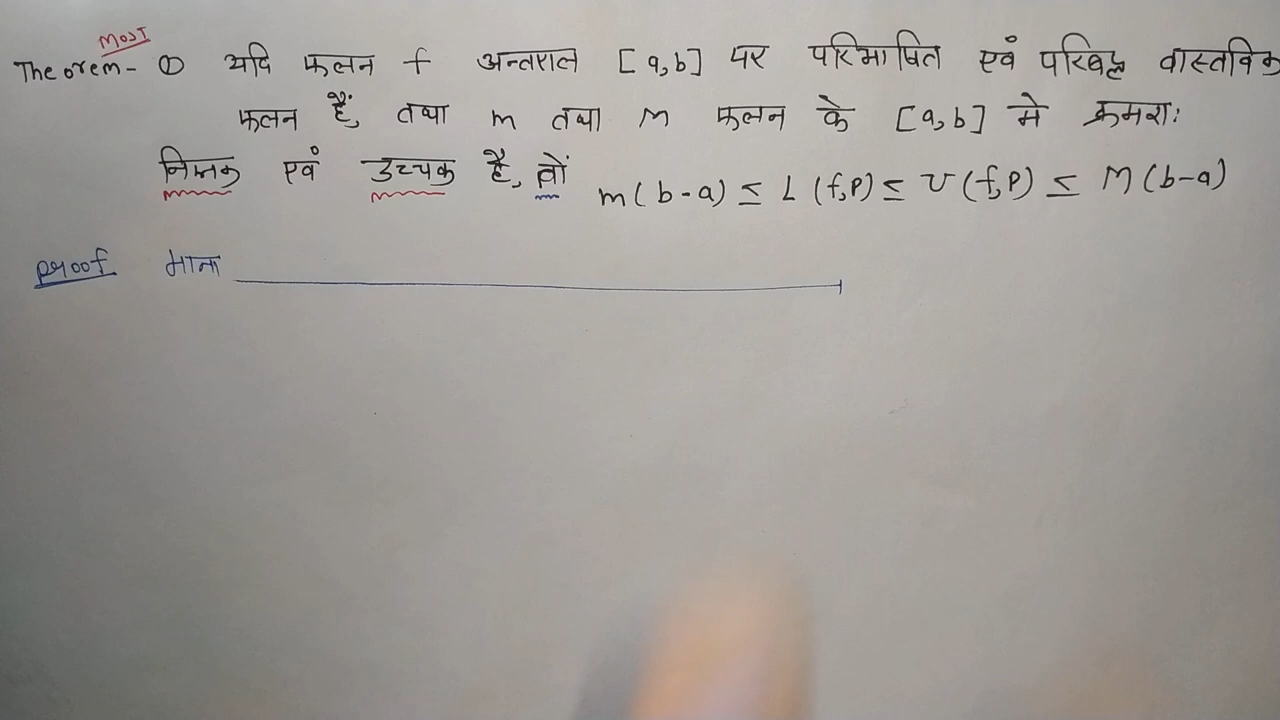 Most
Theorem- ① यदि फलन f अन्तराल [a,b] पर परिभाषित एवं परिबद्ध वास्तविक
फलन हैं, तथा m तथा M फलन के [a,b] मे क्रमशः
निम्नक एवं उच्चक है, तों m(b-a) ≤ L(f,P) ≤ U(f,P) ≤ M(b-a)
Proof माना